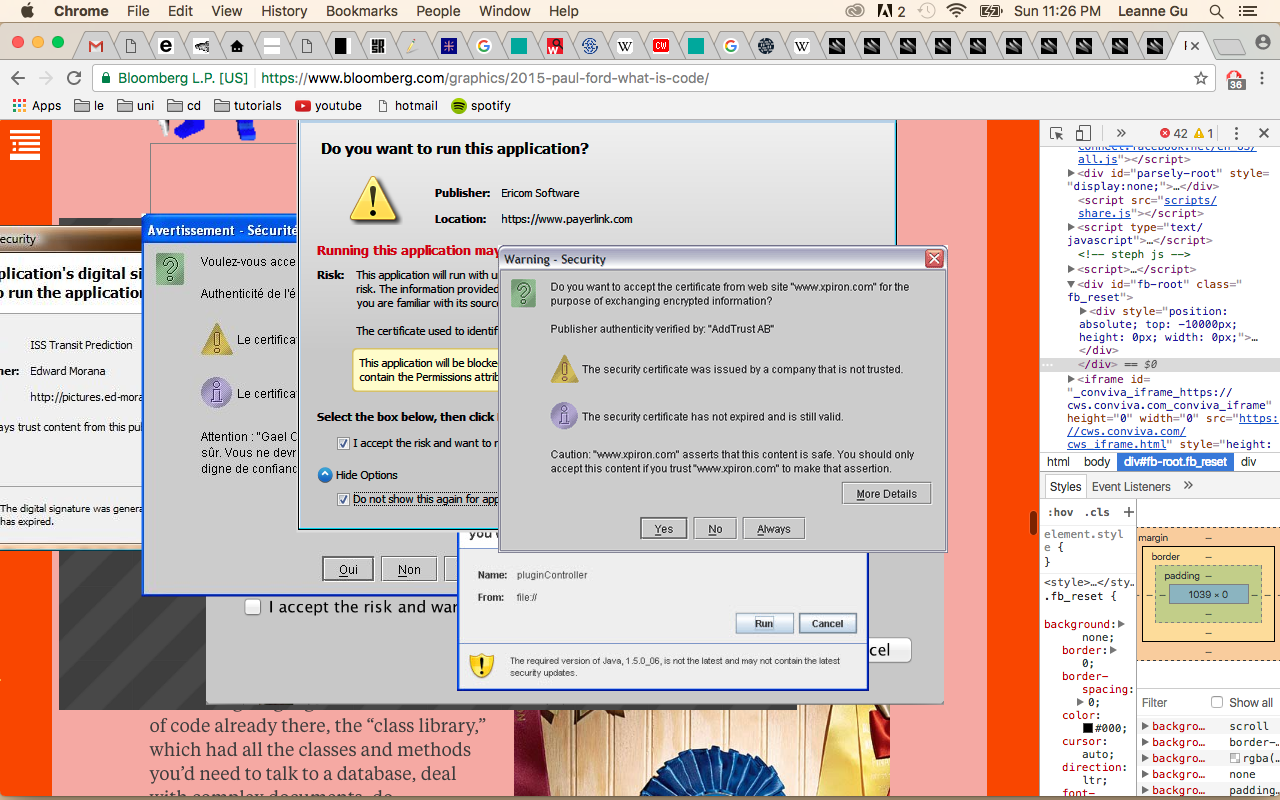 Chrome File Edit View History Bookmarks People Window Help
2 Sun 11:26 PM Leanne Gu
Bloomberg L.P. [US] https://www.bloomberg.com/graphics/2015-paul-ford-what-is-code/
36
Apps le uni cd tutorials youtube hotmail spotify
Do you want to run this application?
Publisher: Ericom Software
Location: https://www.payerlink.com
Running this application may
Risk: This application will run with u
risk. The information provided
you are familiar with its sourc
The certificate used to identif
This application will be blocke
contain the Permissions attrib
Select the box below, then click
I accept the risk and want to r
Hide Options
Do not show this again for app
Avertissement - Sécurité
Voulez-vous acce
Authenticité de l'é
Le certifica
Le certifica
Attention : "Gael C
sûr. Vous ne devr
digne de confianc
Oui Non
ecurity
plication's digital si
o run the application
ISS Transit Prediction
her: Edward Morana
http://pictures.ed-mora
ays trust content from this pu
The digital signature was genera
has expired.
Warning - Security
Do you want to accept the certificate from web site "www.xpiron.com" for the
purpose of exchanging encrypted information?
Publisher authenticity verified by: "AddTrust AB"
The security certificate was issued by a company that is not trusted.
The security certificate has not expired and is still valid.
Caution: "www.xpiron.com" asserts that this content is safe. You should only
accept this content if you trust "www.xpiron.com" to make that assertion.
More Details
Yes No Always
Name: pluginController
From: file://
Run Cancel
The required version of Java, 1.5.0_06, is not the latest and may not contain the latest
security updates.
I accept the risk and war
cel
of code already there, the “class library,”
which had all the classes and methods
you’d need to talk to a database, deal
with complex documents, do
42 1
all.js"></script>
<div id="parsely-root" style=
"display:none;">…</div>
<script src="scripts/
share.js"></script>
<script type="text/
javascript">…</script>
<!-- steph js -->
<script>…</script>
<div id="fb-root" class="
fb_reset">
<div style="position:
absolute; top: -10000px;
height: 0px; width: 0px;">…
</div>
</div> == $0
<iframe id=
"_conviva_iframe_https://
cws.conviva.com_conviva_iframe"
height="0" width="0" src="https:
//cws.conviva.com/
cws_iframe.html" style="height:
html body div#fb-root.fb_reset div
Styles Event Listeners
:hov .cls +
element.styl
e {
}
<style>…</sty…
.fb_reset {
background:
none;
border:
0;
border-
spacing:
0;
color:
#000;
cursor:
auto;
direction:
ltr;
font-
margin
border
padding
1039 × 0
Filter Show all
backgro… scroll
backgro… border-…
backgro… rgba(…
backgro… none
backgro… padding…